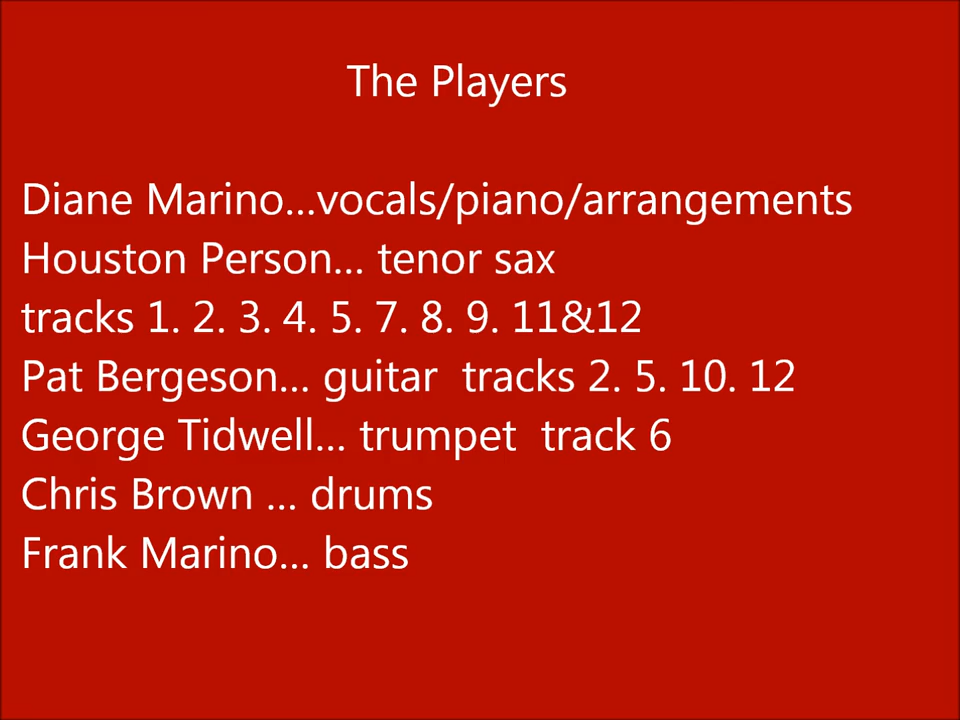 The Players
Diane Marino...vocals/piano/arrangements
Houston Person... tenor sax
tracks 1. 2. 3. 4. 5. 7. 8. 9. 11&12
Pat Bergeson... guitar  tracks 2. 5. 10. 12
George Tidwell... trumpet  track 6
Chris Brown ... drums
Frank Marino... bass